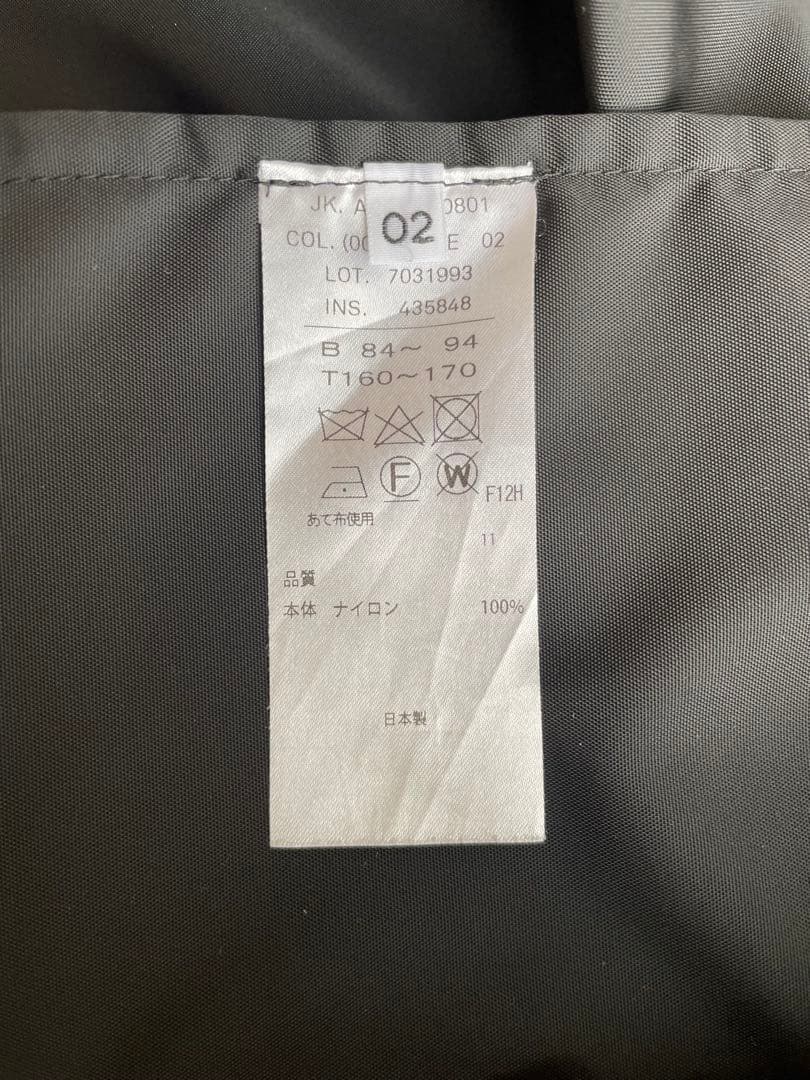 02
JK. A 0801
COL. (00 E 02
LOT. 7031993
INS. 435848
B 84～ 94
T160～170
F W F12H
あて布使用
11
品質
本体 ナイロン 100%
日本製